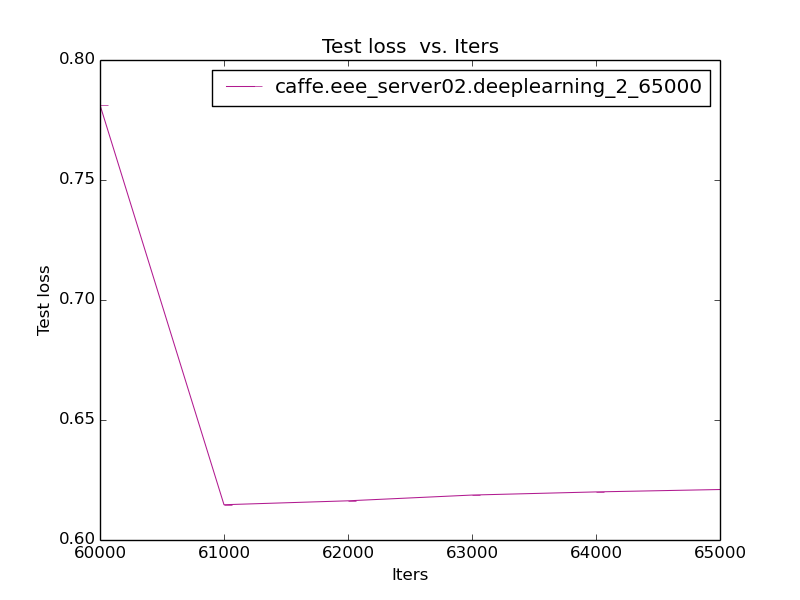 Test loss  vs. Iters
caffe.eee_server02.deeplearning_2_65000
0.80
0.75
0.70
0.65
0.60
Test loss
60000 61000 62000 63000 64000 65000
Iters